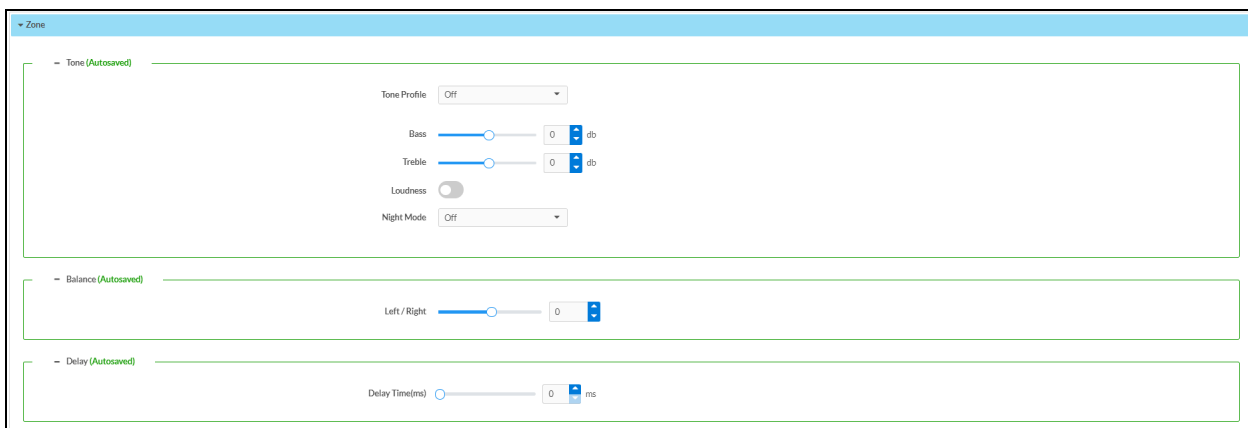 Zone
Tone (Autosaved)
Tone Profile Off
Bass 0 db
Treble 0 db
Loudness
Night Mode Off
Balance (Autosaved)
Left / Right 0
Delay (Autosaved)
Delay Time(ms) 0 ms